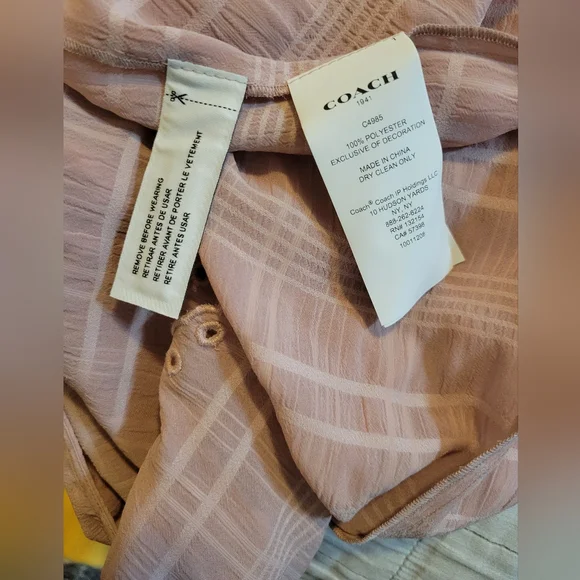 REMOVE BEFORE WEARING
RETIRAR ANTES DE USAR
RETIRER AVANT DE PORTER LE VETEMENT
RETIRE ANTES USAR
COACH
1941
C4985
100% POLYESTER
EXCLUSIVE OF DECORATION
MADE IN CHINA
DRY CLEAN ONLY
Coach® Coach IP Holdings LLC
10 HUDSON YARDS
NY, NY
888-262-6224
RN# 132154
CA# 57398
10011208